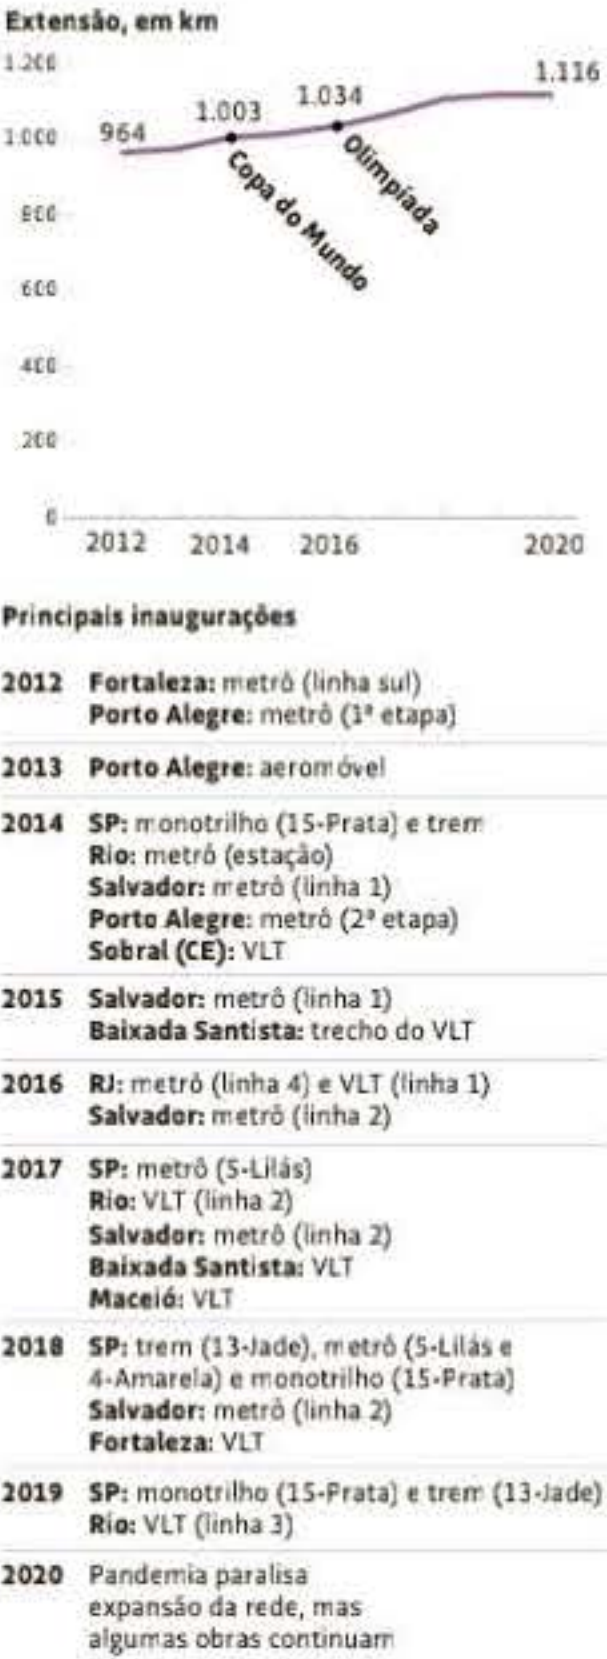 Extensão, em km
1.200
1.116
1.034
1.003
1.000
964
Copa do Mundo
Olimpíada
800
600
400
200
0
2012 2014 2016 2020
Principais inaugurações
2012 Fortaleza: metrô (linha sul)
Porto Alegre: metrô (1ª etapa)
2013 Porto Alegre: aeromóvel
2014 SP: monotrilho (15-Prata) e trem
Rio: metrô (estação)
Salvador: metrô (linha 1)
Porto Alegre: metrô (2ª etapa)
Sobral (CE): VLT
2015 Salvador: metrô (linha 1)
Baixada Santista: trecho do VLT
2016 RJ: metrô (linha 4) e VLT (linha 1)
Salvador: metrô (linha 2)
2017 SP: metrô (5-Lilás)
Rio: VLT (linha 2)
Salvador: metrô (linha 2)
Baixada Santista: VLT
Maceió: VLT
2018 SP: trem (13-Jade), metrô (5-Lilás e
4-Amarela) e monotrilho (15-Prata)
Salvador: metrô (linha 2)
Fortaleza: VLT
2019 SP: monotrilho (15-Prata) e trem (13-Jade)
Rio: VLT (linha 3)
2020 Pandemia paralisa
expansão da rede, mas
algumas obras continuam